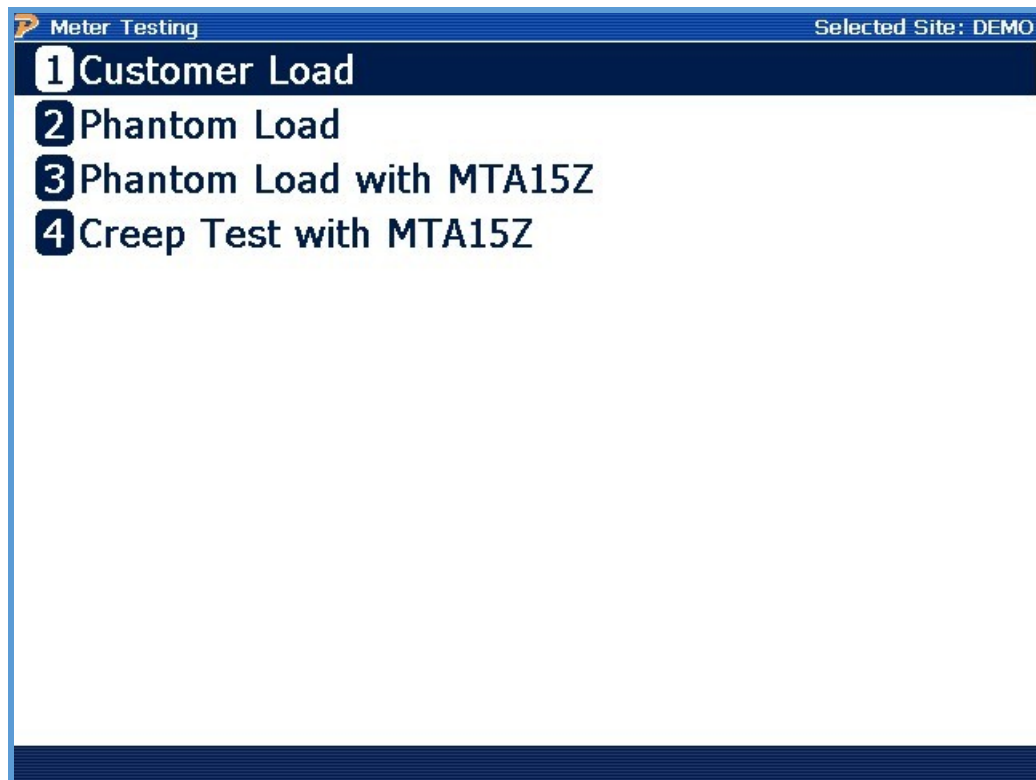 Meter Testing Selected Site: DEMO
1 Customer Load
2 Phantom Load
3 Phantom Load with MTA15Z
4 Creep Test with MTA15Z